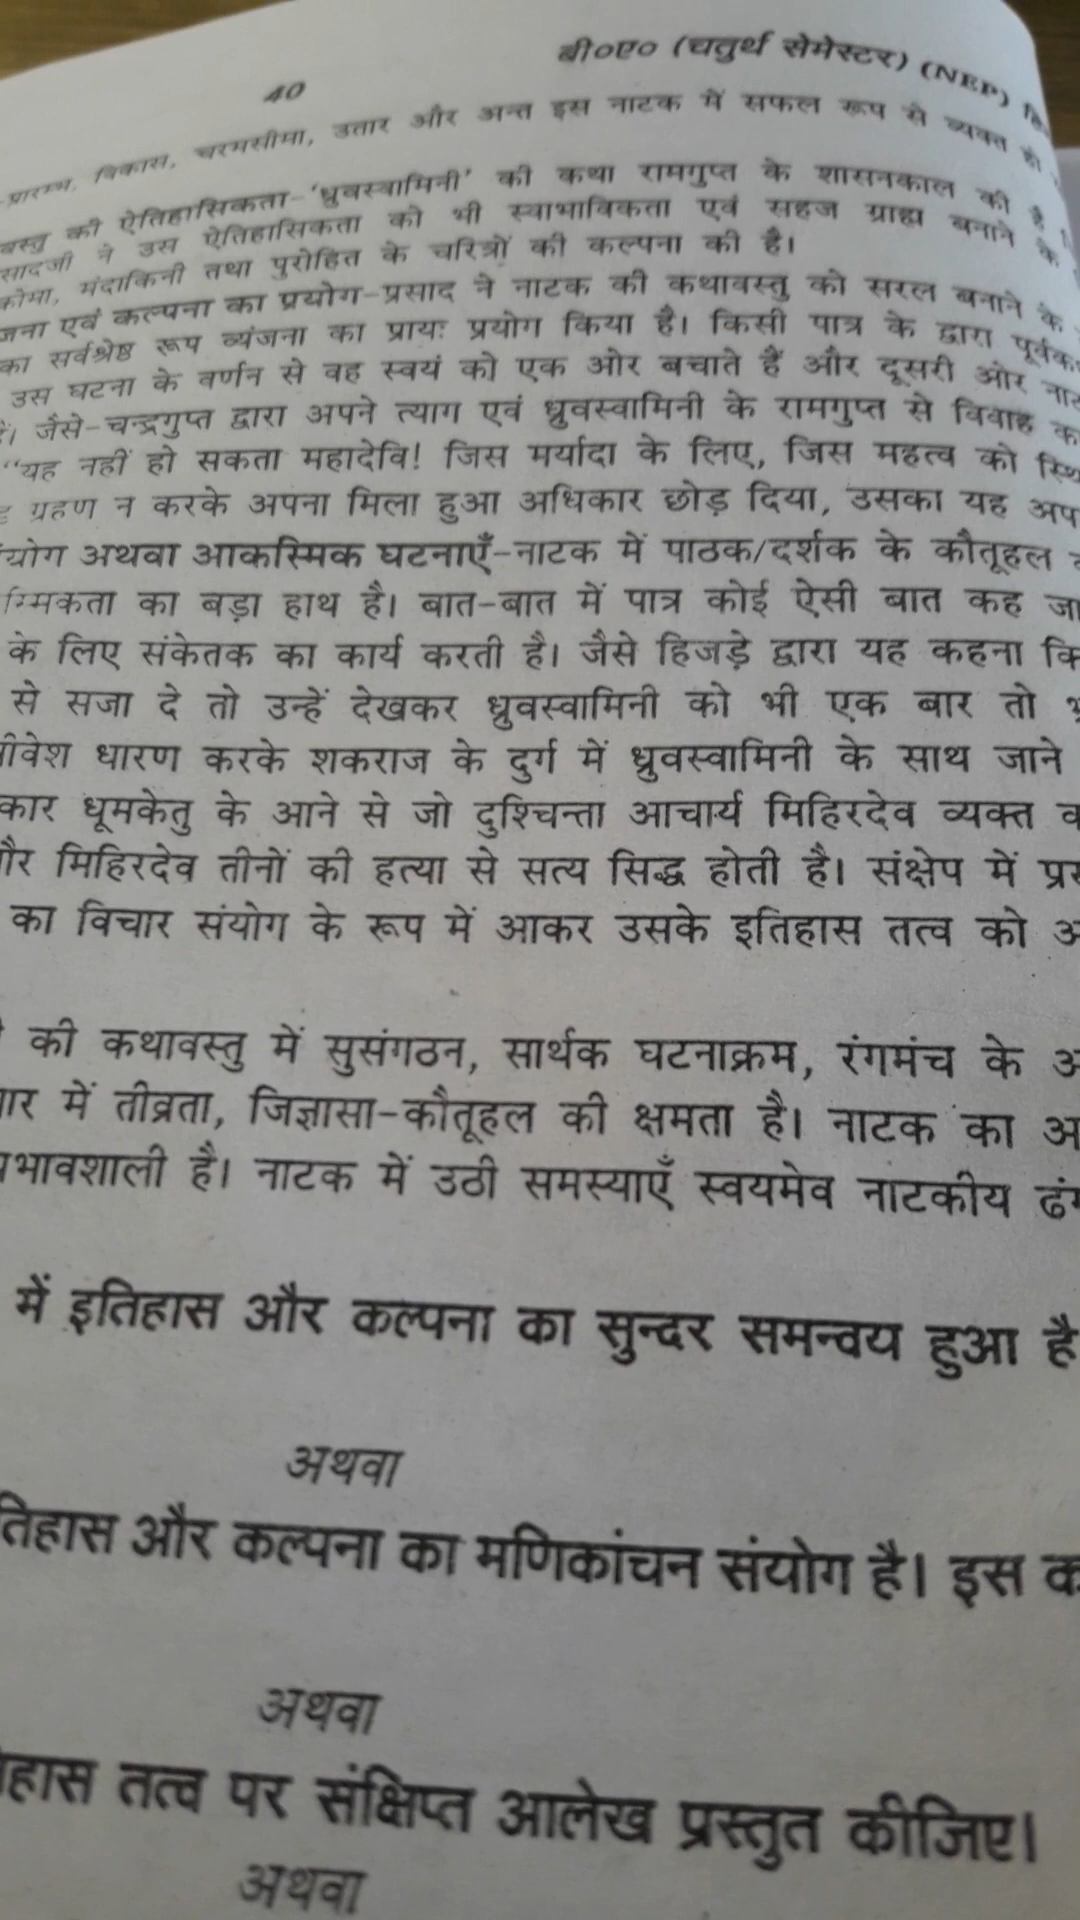 40 बी०ए० (चतुर्थ सेमेस्टर) (NEP)
प्रारम्भ, विकास, चरमसीमा, उतार और अन्त इस नाटक में सफल रूप से व्यक्त हो
वस्तु की ऐतिहासिकता-'ध्रुवस्वामिनी' की कथा रामगुप्त के शासनकाल की है
सादजी ने उस ऐतिहासिकता को भी स्वाभाविकता एवं सहज ग्राह्य बनाने के
कोमा, मंदाकिनी तथा पुरोहित के चरित्रों की कल्पना की है।
जना एवं कल्पना का प्रयोग-प्रसाद ने नाटक की कथावस्तु को सरल बनाने के
का सर्वश्रेष्ठ रूप व्यंजना का प्रायः प्रयोग किया है। किसी पात्र के द्वारा पूर्वक
उस घटना के वर्णन से वह स्वयं को एक ओर बचाते हैं और दूसरी ओर नाट
जैसे-चन्द्रगुप्त द्वारा अपने त्याग एवं ध्रुवस्वामिनी के रामगुप्त से विवाह क
"यह नहीं हो सकता महादेवि! जिस मर्यादा के लिए, जिस महत्व को स्थि
ग्रहण न करके अपना मिला हुआ अधिकार छोड़ दिया, उसका यह अप
योग अथवा आकस्मिक घटनाएँ-नाटक में पाठक/दर्शक के कौतूहल
स्मिकता का बड़ा हाथ है। बात-बात में पात्र कोई ऐसी बात कह जा
के लिए संकेतक का कार्य करती है। जैसे हिजड़े द्वारा यह कहना कि
से सजा दे तो उन्हें देखकर ध्रुवस्वामिनी को भी एक बार तो
ीवेश धारण करके शकराज के दुर्ग में ध्रुवस्वामिनी के साथ जाने
कार धूमकेतु के आने से जो दुश्चिन्ता आचार्य मिहिरदेव व्यक्त क
और मिहिरदेव तीनों की हत्या से सत्य सिद्ध होती है। संक्षेप में प्रस
का विचार संयोग के रूप में आकर उसके इतिहास तत्व को अ
की कथावस्तु में सुसंगठन, सार्थक घटनाक्रम, रंगमंच के अ
ार में तीव्रता, जिज्ञासा-कौतूहल की क्षमता है। नाटक का अ
प्रभावशाली है। नाटक में उठी समस्याएँ स्वयमेव नाटकीय ढंग
में इतिहास और कल्पना का सुन्दर समन्वय हुआ है
अथवा
तिहास और कल्पना का मणिकांचन संयोग है। इस क
अथवा
हास तत्व पर संक्षिप्त आलेख प्रस्तुत कीजिए।
अथवा